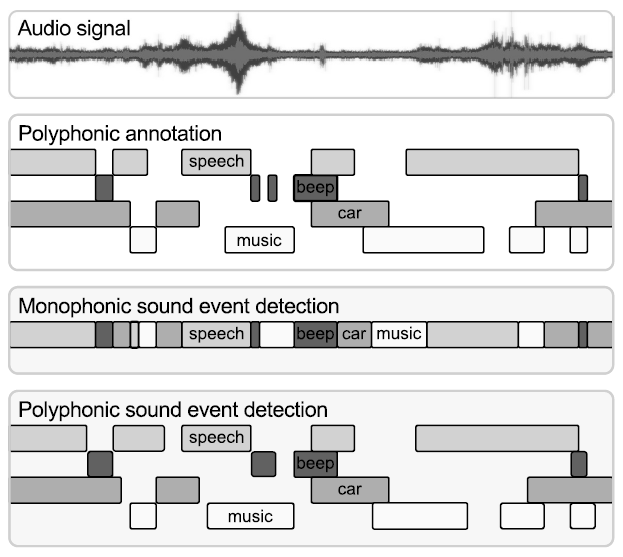 Audio signal
Polyphonic annotation
speech
beep
car
music
Monophonic sound event detection
speech beep car music
Polyphonic sound event detection
speech
beep
car
music